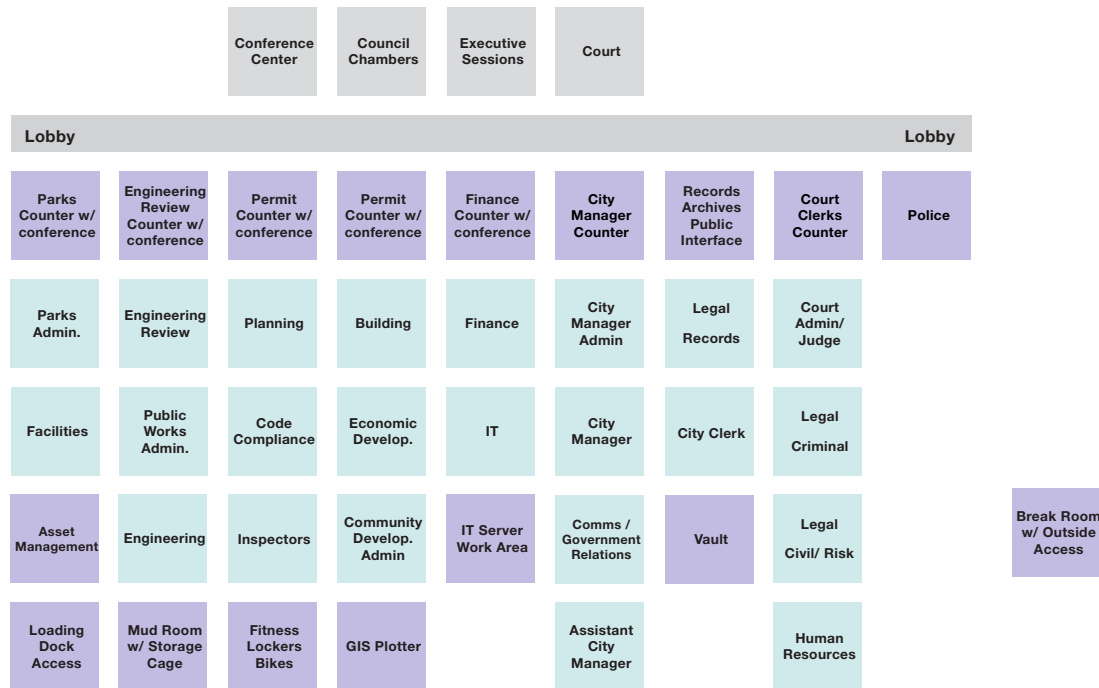 Conference
Center
Council
Chambers
Executive
Sessions
Court
Lobby
Lobby
Parks
Counter w/
conference
Engineering
Review
Counter w/
conference
Permit
Counter w/
conference
Permit
Counter w/
conference
Finance
Counter w/
conference
City
Manager
Counter
Records
Archives
Public
Interface
Court
Clerks
Counter
Police
Parks
Admin.
Engineering
Review
Planning
Building
Finance
City
Manager
Admin
Legal
Records
Court
Admin/
Judge
Facilities
Public
Works
Admin.
Code
Compliance
Economic
Develop.
IT
City
Manager
City Clerk
Legal
Criminal
Asset
Management
Engineering
Inspectors
Community
Develop.
Admin
IT Server
Work Area
Comms /
Government
Relations
Vault
Legal
Civil/ Risk
Break Room
w/ Outside
Access
Loading
Dock
Access
Mud Room
w/ Storage
Cage
Fitness
Lockers
Bikes
GIS Plotter
Assistant
City
Manager
Human
Resources